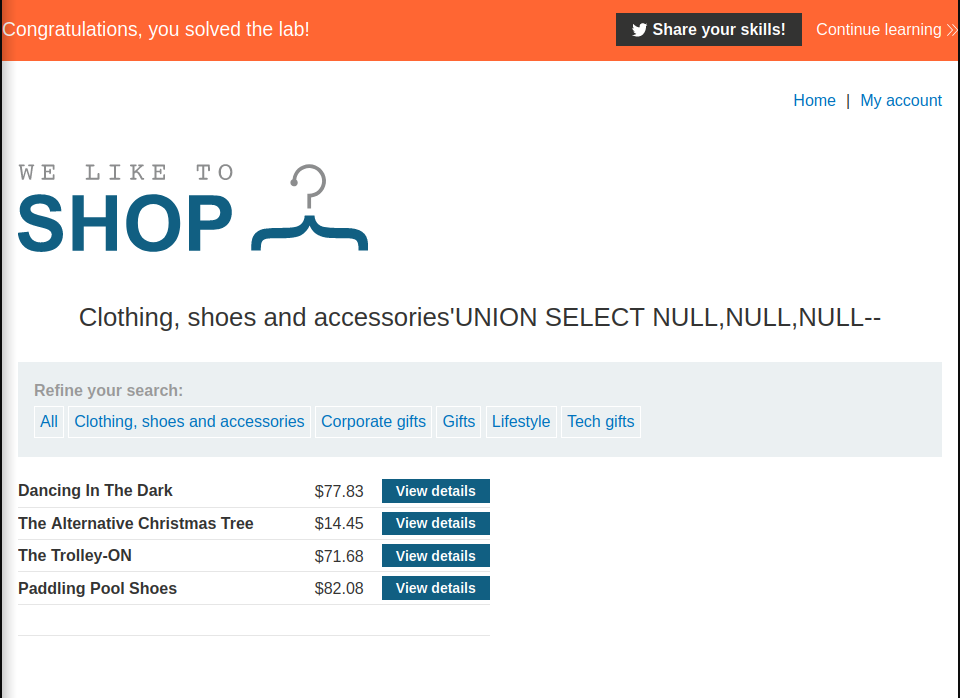 Congratulations, you solved the lab!
Share your skills!
Continue learning
Home | My account
WE LIKE TO
SHOP
Clothing, shoes and accessories'UNION SELECT NULL,NULL,NULL--
Refine your search:
All Clothing, shoes and accessories Corporate gifts Gifts Lifestyle Tech gifts
Dancing In The Dark $77.83 View details
The Alternative Christmas Tree $14.45 View details
The Trolley-ON $71.68 View details
Paddling Pool Shoes $82.08 View details